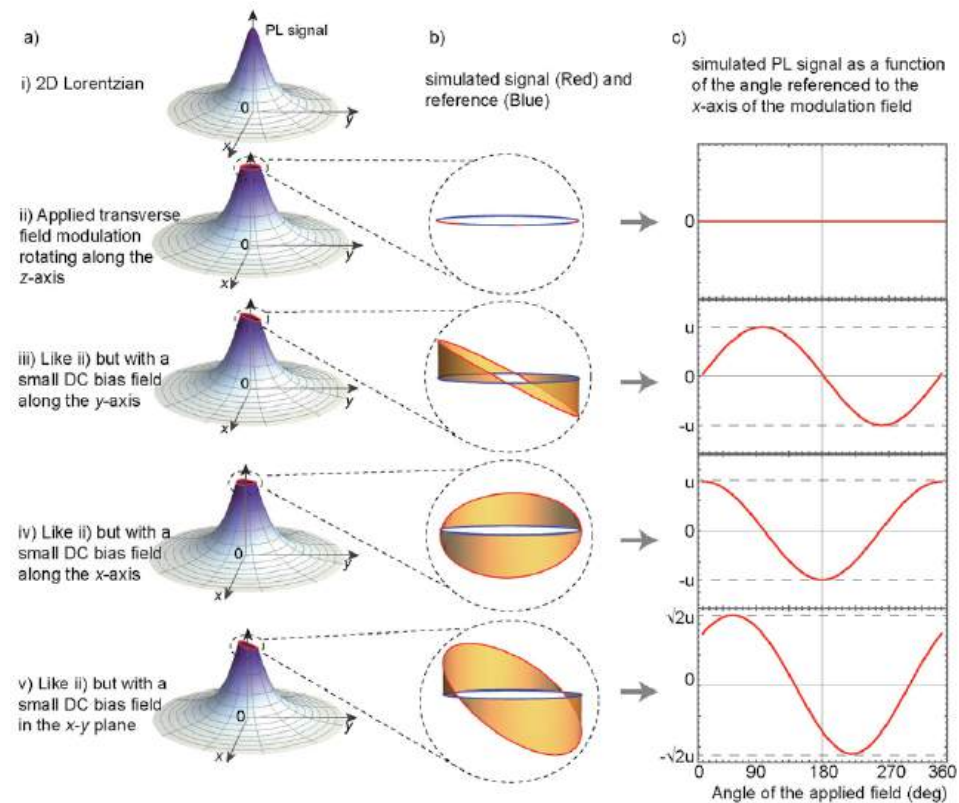 a)
PL signal
i) 2D Lorentzian
0
y
x
ii) Applied transverse
field modulation
rotating along the
z-axis
0
y
x
iii) Like ii) but with a
small DC bias field
along the y-axis
0
y
x
iv) Like ii) but with a
small DC bias field
along the x-axis
0
y
x
v) Like ii) but with a
small DC bias field
in the x-y plane
0
y
x
b)
simulated signal (Red) and
reference (Blue)
c)
simulated PL signal as a function
of the angle referenced to the
x-axis of the modulation field
0
u
0
-u
u
0
-u
√2u
0
-√2u
0 90 180 270 360
Angle of the applied field (deg)